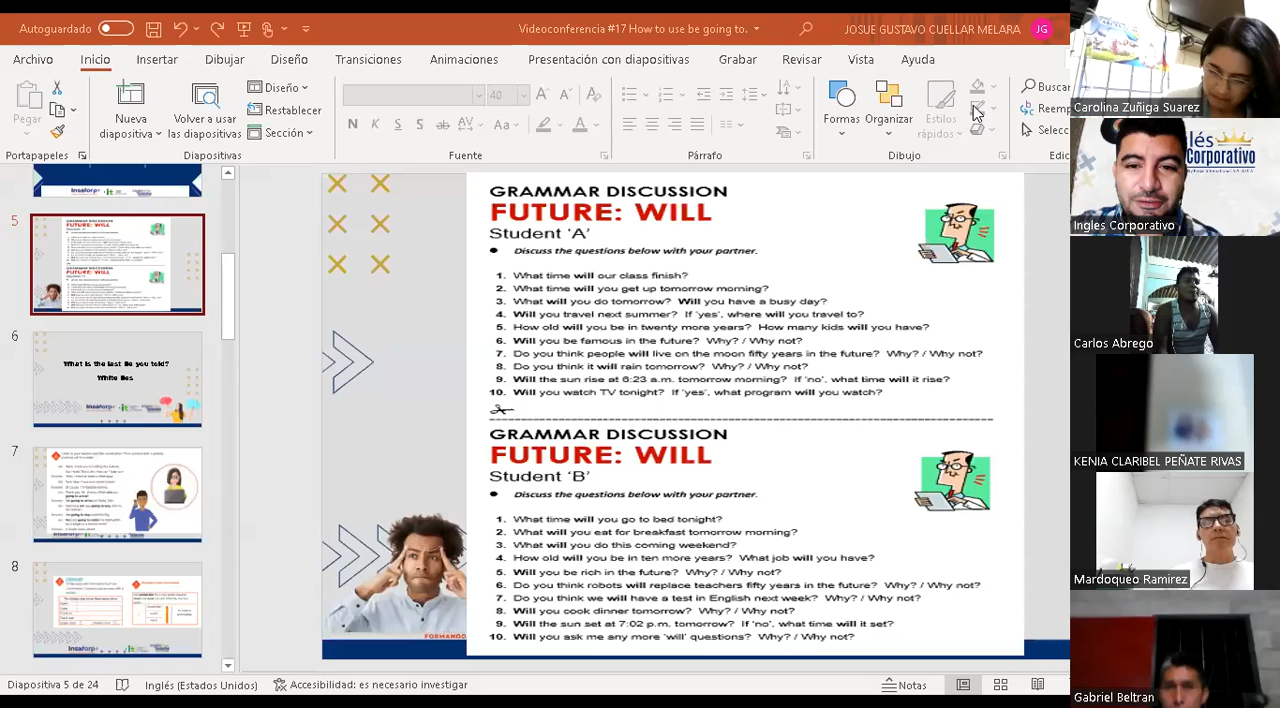 Autoguardado
Videoconferencia #17 How to use be going to.
JOSUE GUSTAVO CUELLAR MELARA
JG
Archivo
Inicio
Insertar
Dibujar
Diseño
Transiciones
Animaciones
Presentación con diapositivas
Grabar
Revisar
Vista
Ayuda
Pegar
Nueva
diapositiva
Volver a usar
las diapositivas
Diseño
Restablecer
Sección
40
N
K
S
S
ab
AV
Aa
A
Formas
Organizar
Estilos
rápidos
Buscar
Reemp
Selecc
Portapapeles
Diapositivas
Fuente
Párrafo
Dibujo
Edic
5
6
What is the last lie you told?
White lies
7
8
Insaforp
GRAMMAR DISCUSSION
FUTURE: WILL
Student ‘A’
● Discuss the questions below with your partner.
1. What time will our class finish?
2. What time will you get up tomorrow morning?
3. What will you do tomorrow? Will you have a busy day?
4. Will you travel next summer? If ‘yes’, where will you travel to?
5. How old will you be in twenty more years? How many kids will you have?
6. Will you be famous in the future? Why? / Why not?
7. Do you think people will live on the moon fifty years in the future? Why? / Why not?
8. Do you think it will rain tomorrow? Why? / Why not?
9. Will the sun rise at 6:23 a.m. tomorrow morning? If ‘no’, what time will it rise?
10. Will you watch TV tonight? If ‘yes’, what program will you watch?
GRAMMAR DISCUSSION
FUTURE: WILL
Student ‘B’
● Discuss the questions below with your partner.
1. What time will you go to bed tonight?
2. What will you eat for breakfast tomorrow morning?
3. What will you do this coming weekend?
4. How old will you be in ten more years? What job will you have?
5. Will you be rich in the future? Why? / Why not?
6. Do you think robots will replace teachers fifty years in the future? Why? / Why not?
7. Do you think we will have a test in English next week? Why? / Why not?
8. Will you cook dinner tomorrow? Why? / Why not?
9. Will the sun set at 7:02 p.m. tomorrow? If ‘no’, what time will it set?
10. Will you ask me any more ‘will’ questions? Why? / Why not?
FORMANDO
Diapositiva 5 de 24
Inglés (Estados Unidos)
Accesibilidad: es necesario investigar
Notas
Carolina Zuñiga Suarez
Inglés
Corporativo
Ingles Corporativo
Carlos Abrego
KENIA CLARIBEL PEÑATE RIVAS
Mardoqueo Ramirez
Gabriel Beltran